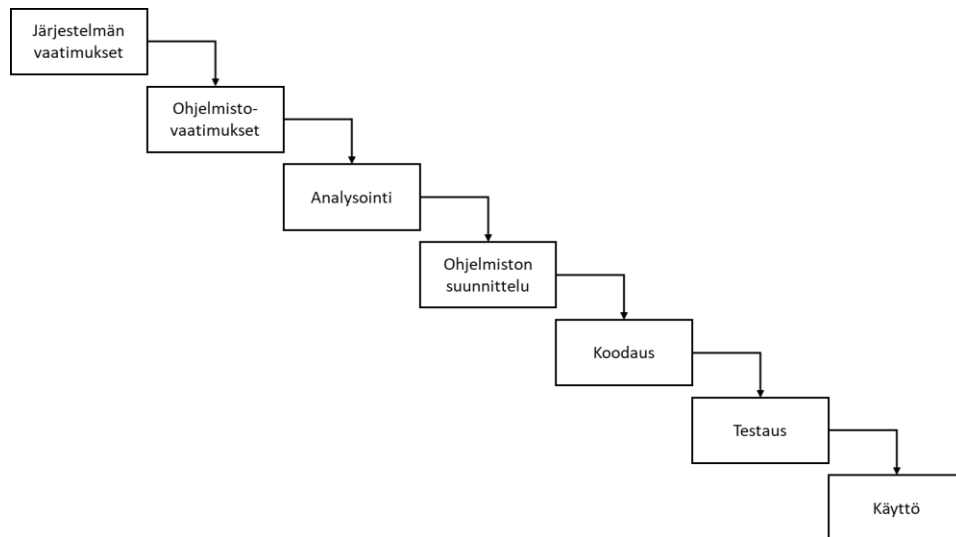 Järjestelmän
vaatimukset
Ohjelmisto-
vaatimukset
Analysointi
Ohjelmiston
suunnittelu
Koodaus
Testaus
Käyttö